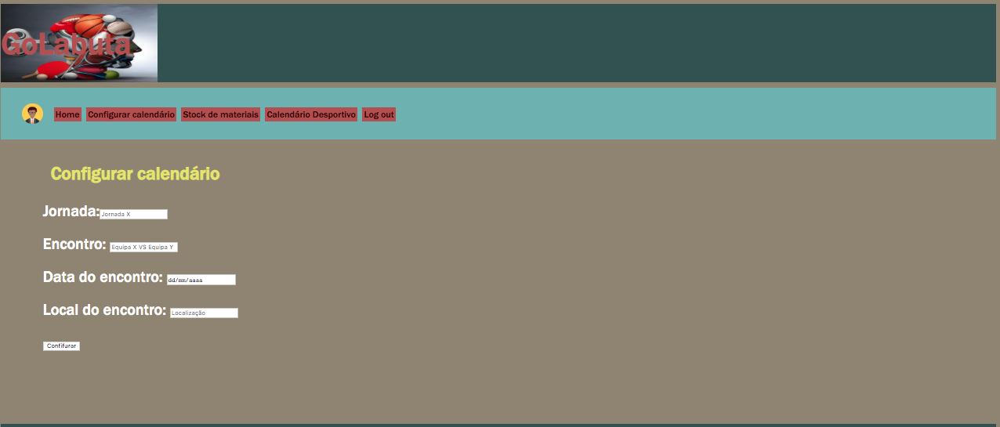 GoLabuta
Home Configurar calendário Stock de materiais Calendário Desportivo Log out
Configurar calendário
Jornada: Jornada X
Encontro: Equipa X VS Equipa Y
Data do encontro: dd/mm/aaaa
Local do encontro: Localização
Confifurar